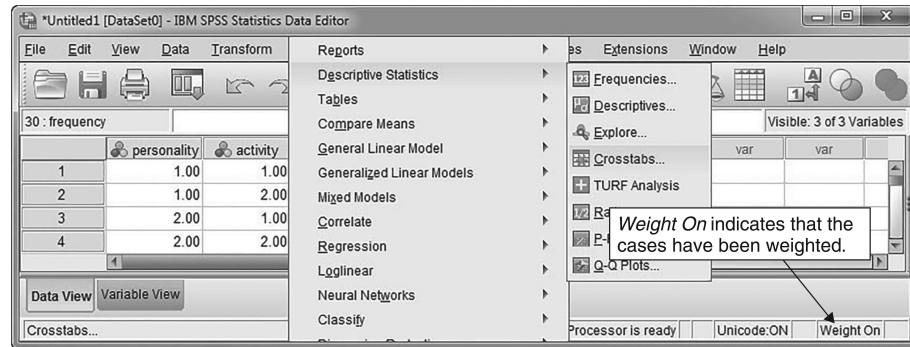 *Untitled1 [DataSet0] - IBM SPSS Statistics Data Editor
File Edit View Data Transform es Extensions Window Help
30 : frequency
Visible: 3 of 3 Variables
personality activity var var
1 1.00 1.00
2 1.00 2.00
3 2.00 1.00
4 2.00 2.00
Reports
Descriptive Statistics
Tables
Compare Means
General Linear Model
Generalized Linear Models
Mixed Models
Correlate
Regression
Loglinear
Neural Networks
Classify
Frequencies...
Descriptives...
Explore...
Crosstabs...
TURF Analysis
Ra
P-
Q-Q Plots...
Weight On indicates that the
cases have been weighted.
Data View Variable View
Crosstabs... Processor is ready Unicode:ON Weight On